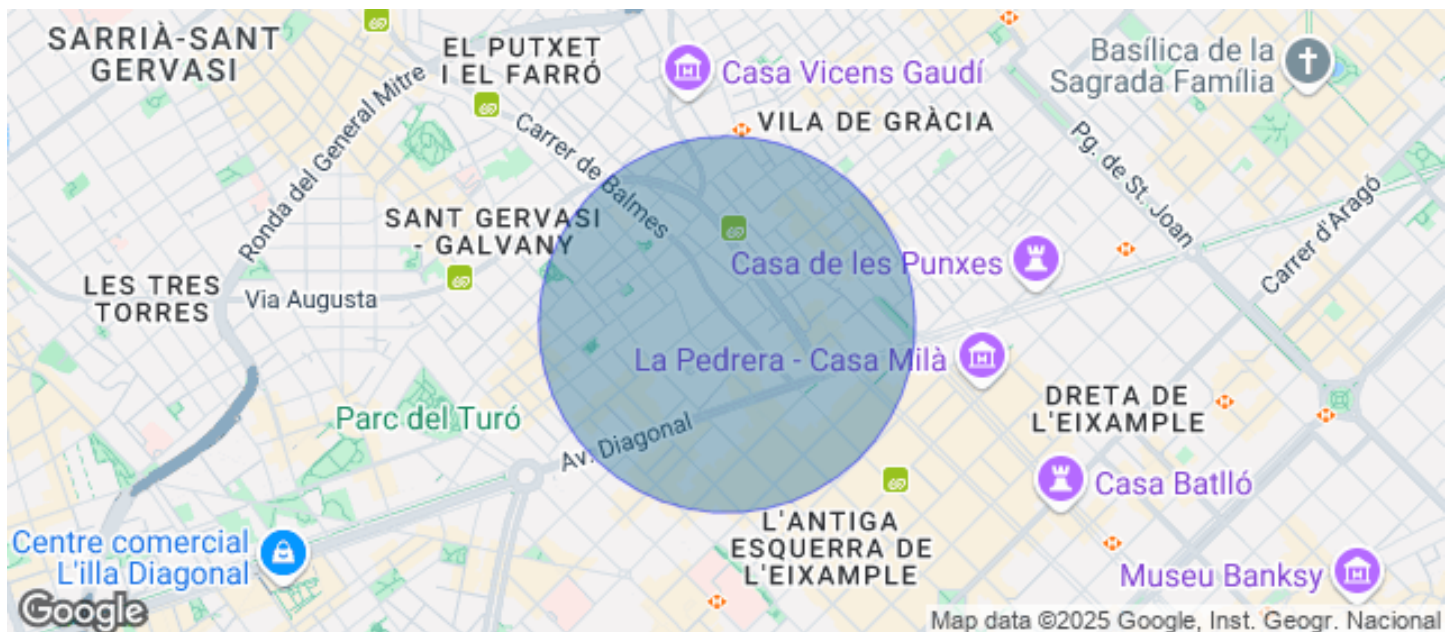 SARRIÀ-SANT
GERVASI
EL PUTXET
I EL FARRÓ
Casa Vicens Gaudí
Basílica de la
Sagrada Família
Ronda del General Mitre
Carrer de Balmes
VILA DE GRÀCIA
Pg. de St. Joan
Carrer d'Aragó
SANT GERVASI
- GALVANY
Casa de les Punxes
LES TRES
TORRES
Via Augusta
La Pedrera - Casa Milà
Parc del Turó
Av. Diagonal
DRETA DE
L'EIXAMPLE
Casa Batlló
L'ANTIGA
ESQUERRA DE
L'EIXAMPLE
Centre comercial
L'illa Diagonal
Museu Banksy
Google
Map data ©2025 Google, Inst. Geogr. Nacional